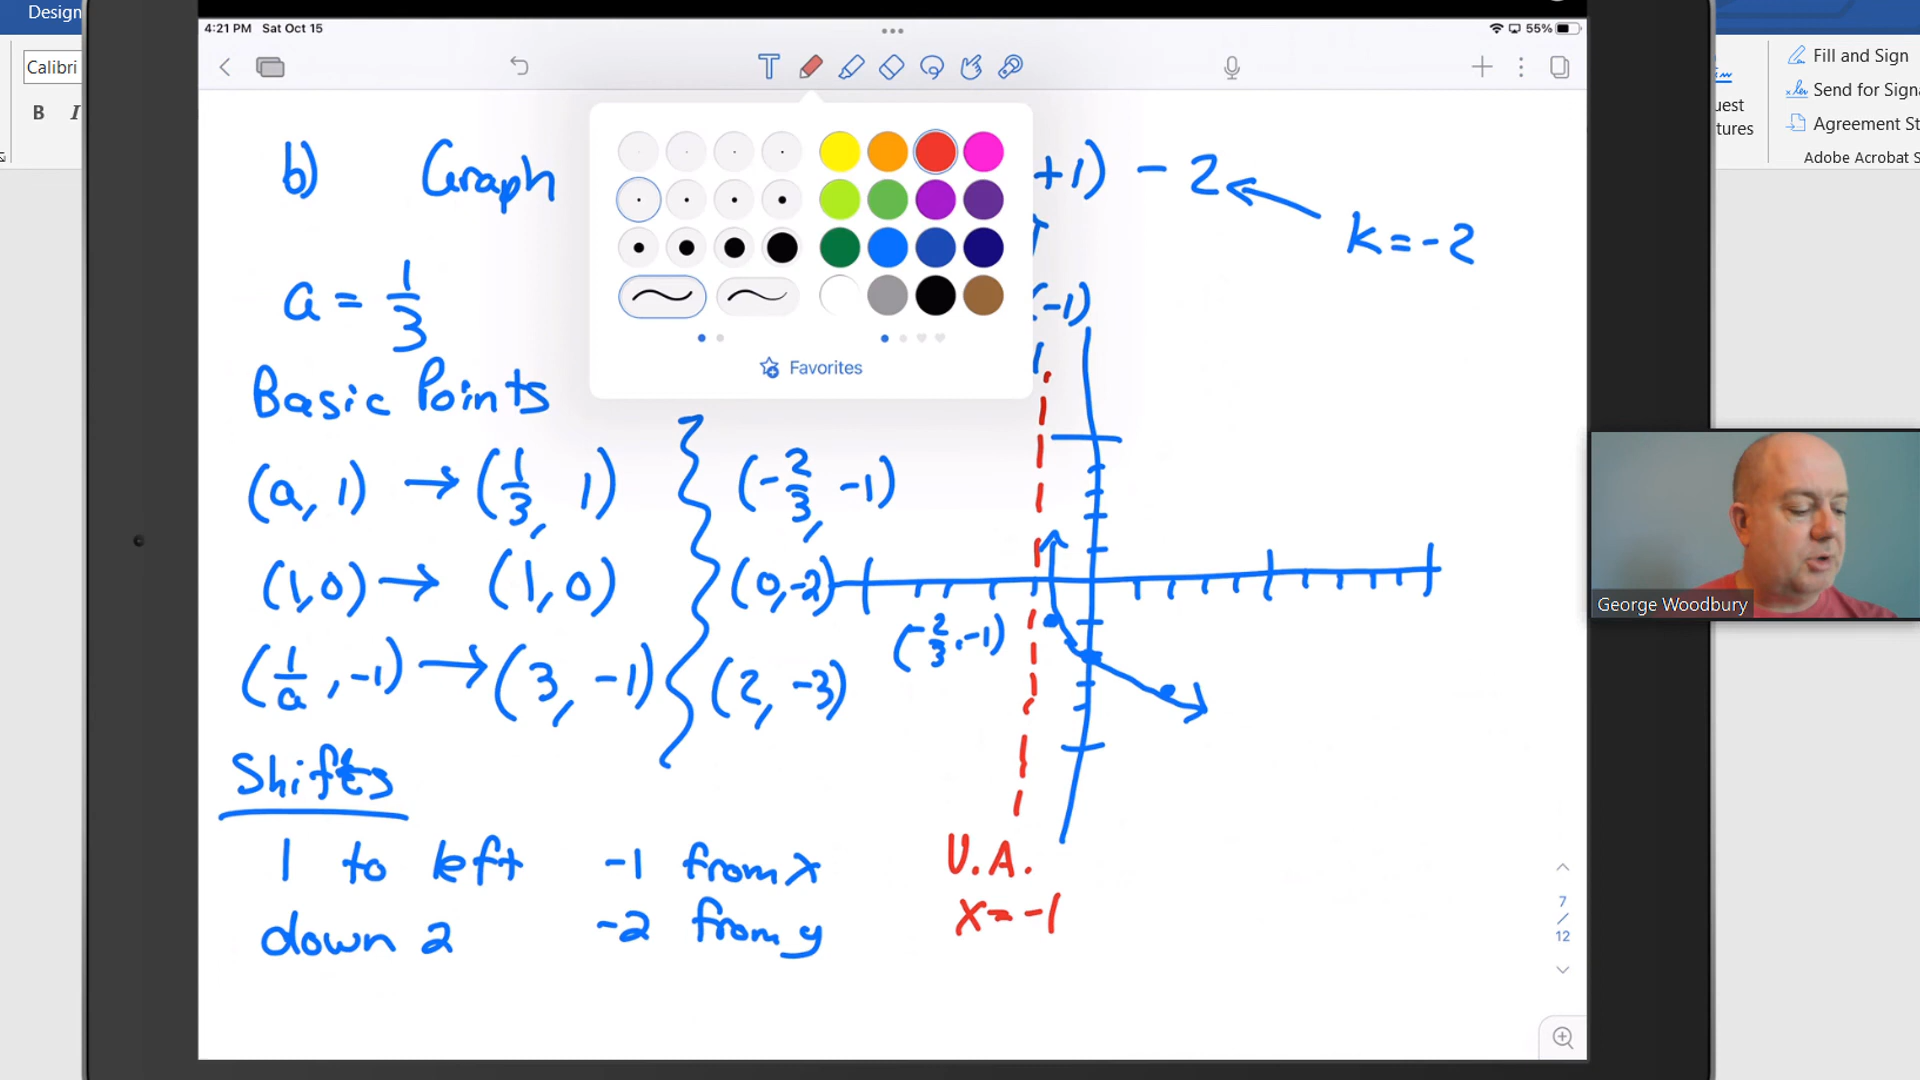 Design
4:21 PM Sat Oct 15
55%
Calibri
B I
T
Fill and Sign
Send for Signa
uest
tures
Agreement St
Adobe Acrobat S
b) Graph +1) - 2
k = -2
a = 1/3
(-1)
Favorites
Basic Points
(a, 1) → (1/3, 1) (-2/3, -1)
(1,0) → (1,0) (0,-2)
(-2/3, -1)
(1/a, -1) → (3, -1) (2, -3)
Shifts
1 to left -1 from x
down 2 -2 from y
V.A.
x = -1
George Woodbury
7
/
12